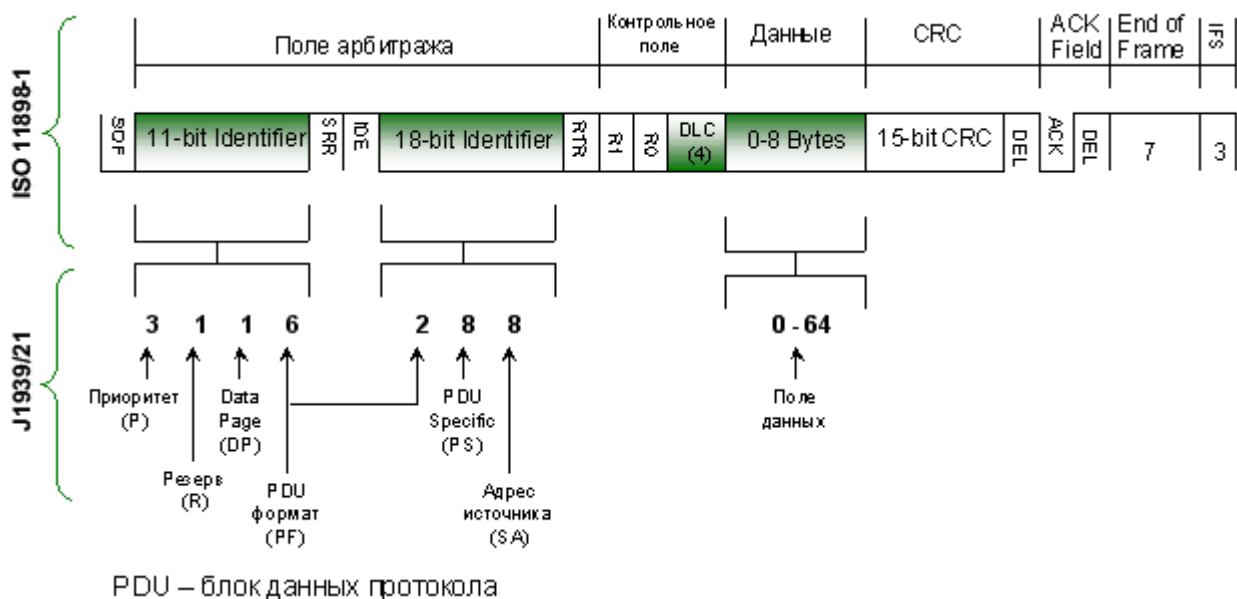 Поле арбитража
Контрольное
поле
Данные
CRC
ACK
Field
End of
Frame
IFS
ISO 11898-1
SOF
11-bit Identifier
SRR
IDE
18-bit Identifier
RTR
R1
R0
DLC
(4)
0-8 Bytes
15-bit CRC
DEL
ACK
DEL
7
3
J1939/21
3 1 1 6 2 8 8 0 - 64
Приоритет
(P)
Data
Page
(DP)
PDU
Specific
(PS)
Поле
данных
Резерв
(R)
PDU
формат
(PF)
Адрес
источника
(SA)
PDU – блок данных протокола